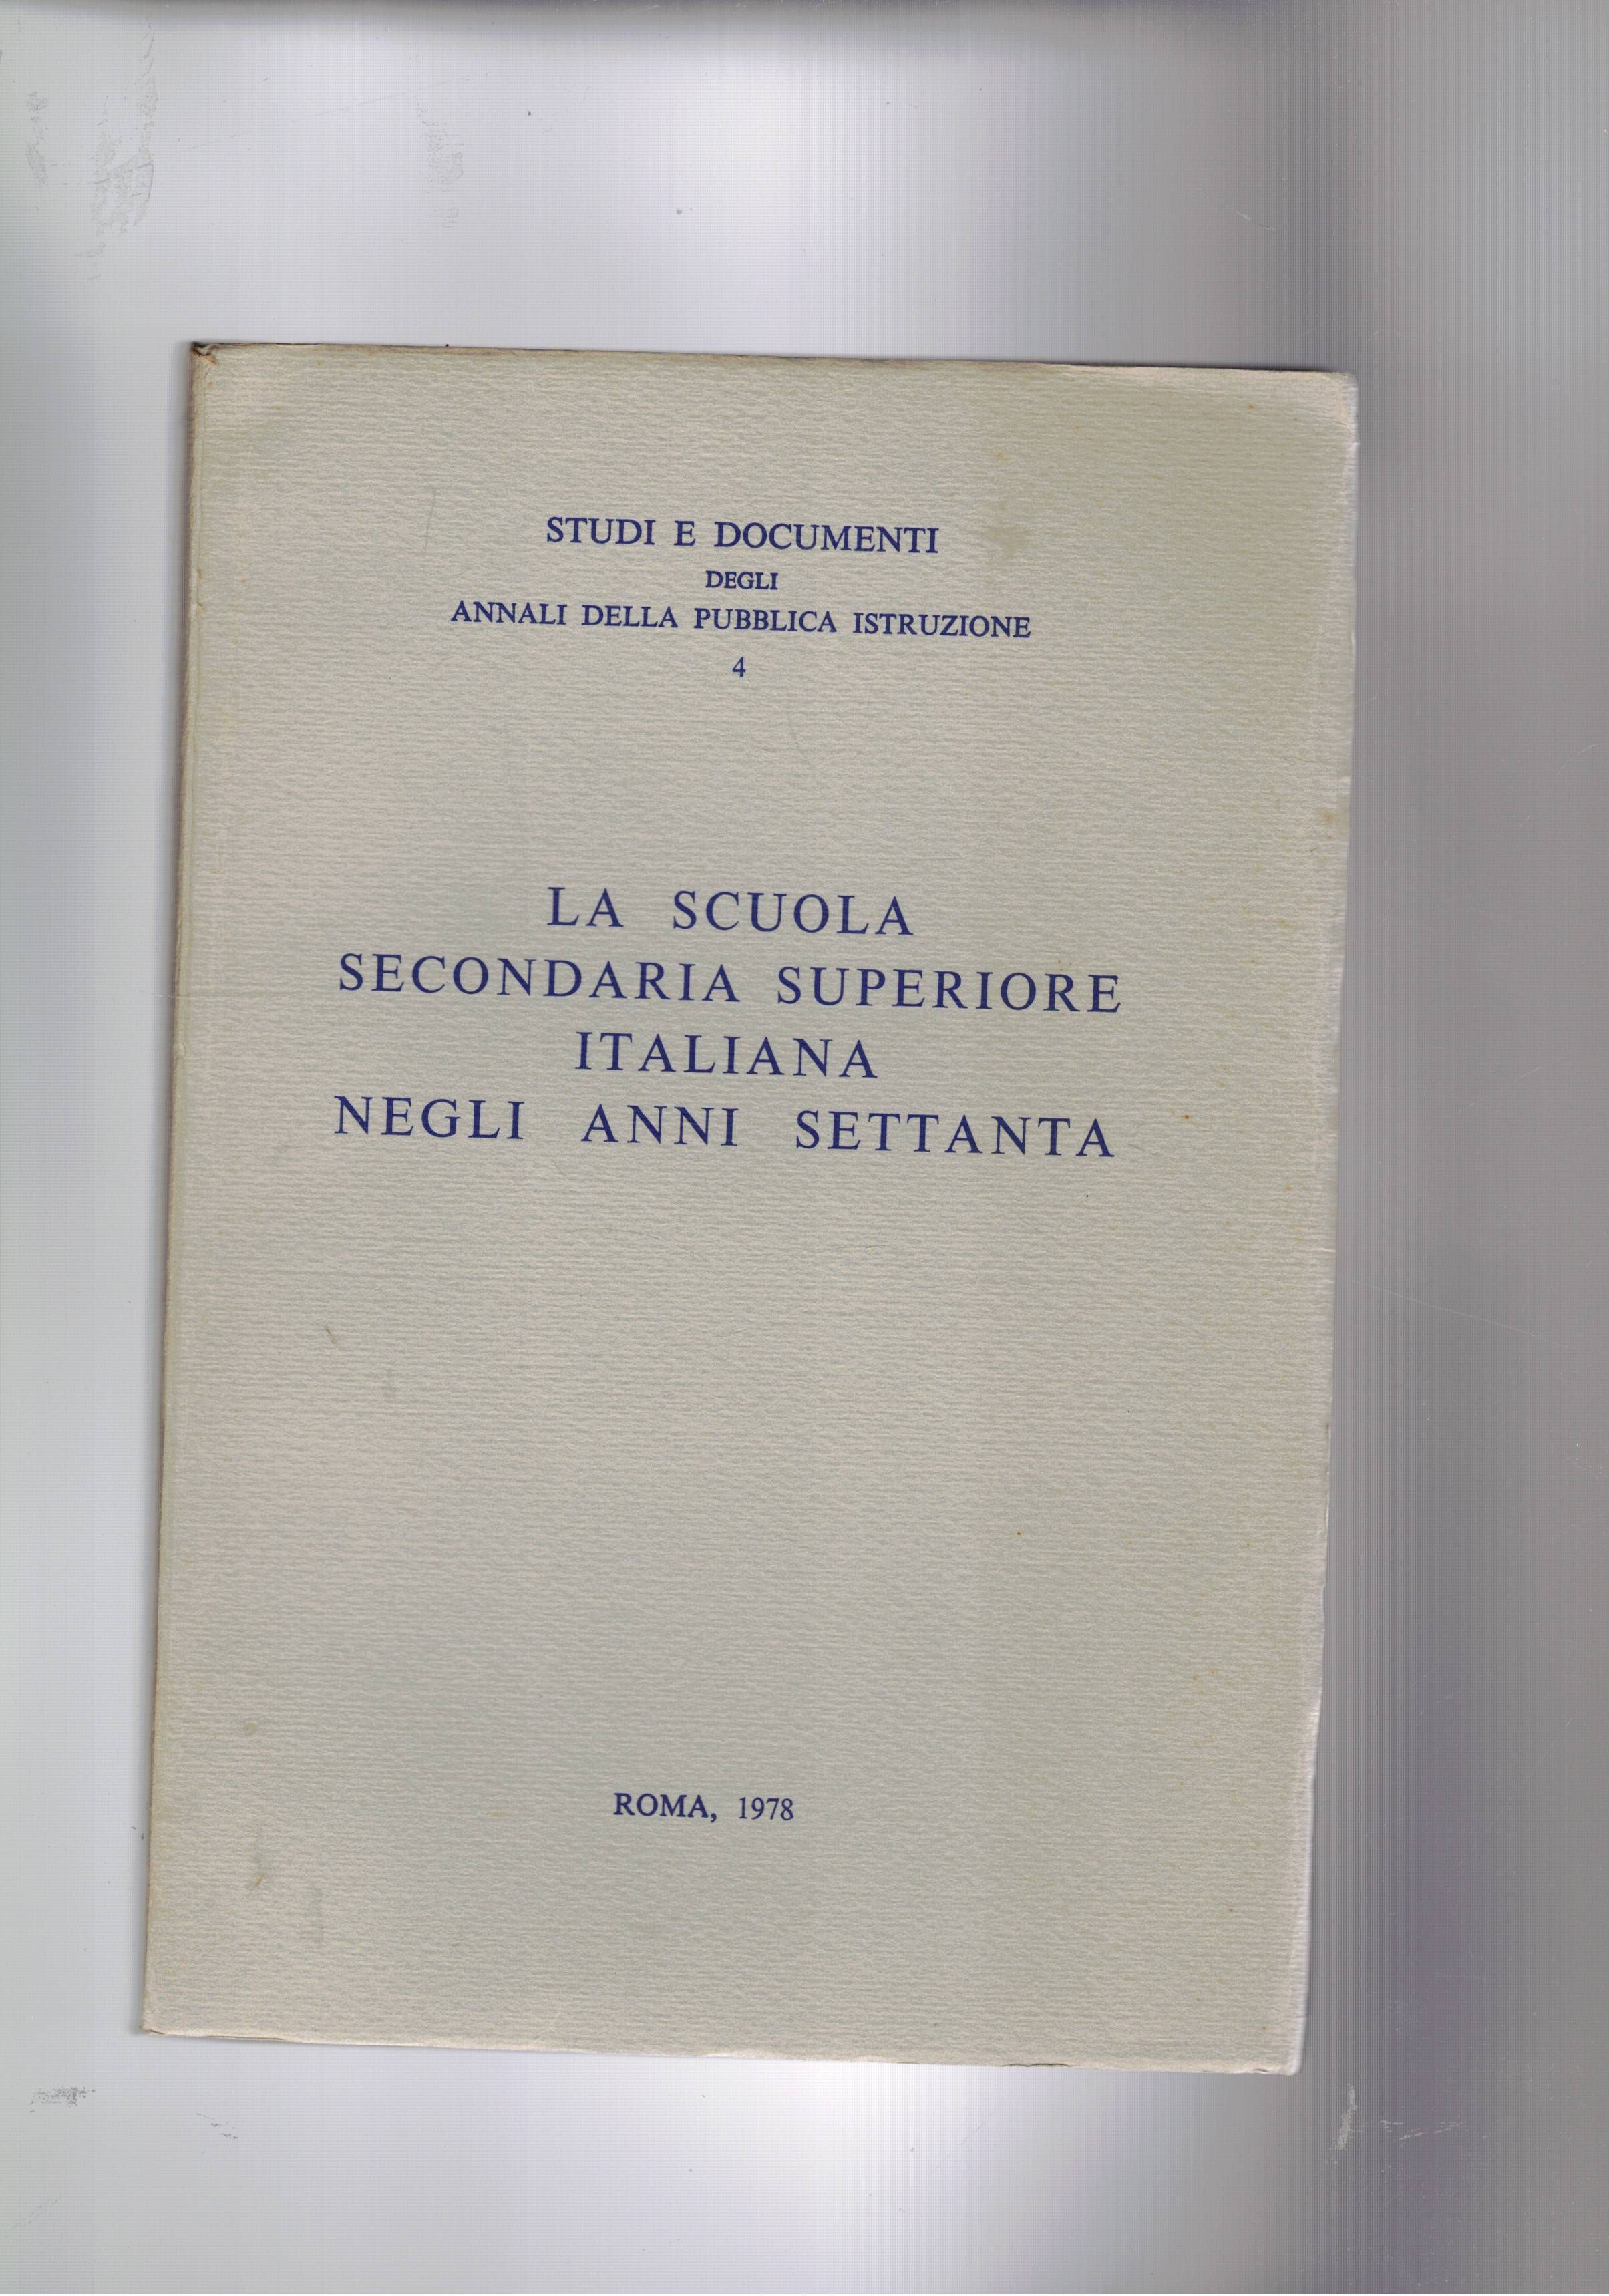 STUDI E DOCUMENTI
DEGLI
ANNALI DELLA PUBBLICA ISTRUZIONE
4
LA SCUOLA
SECONDARIA SUPERIORE
ITALIANA
NEGLI ANNI SETTANTA
ROMA, 1978